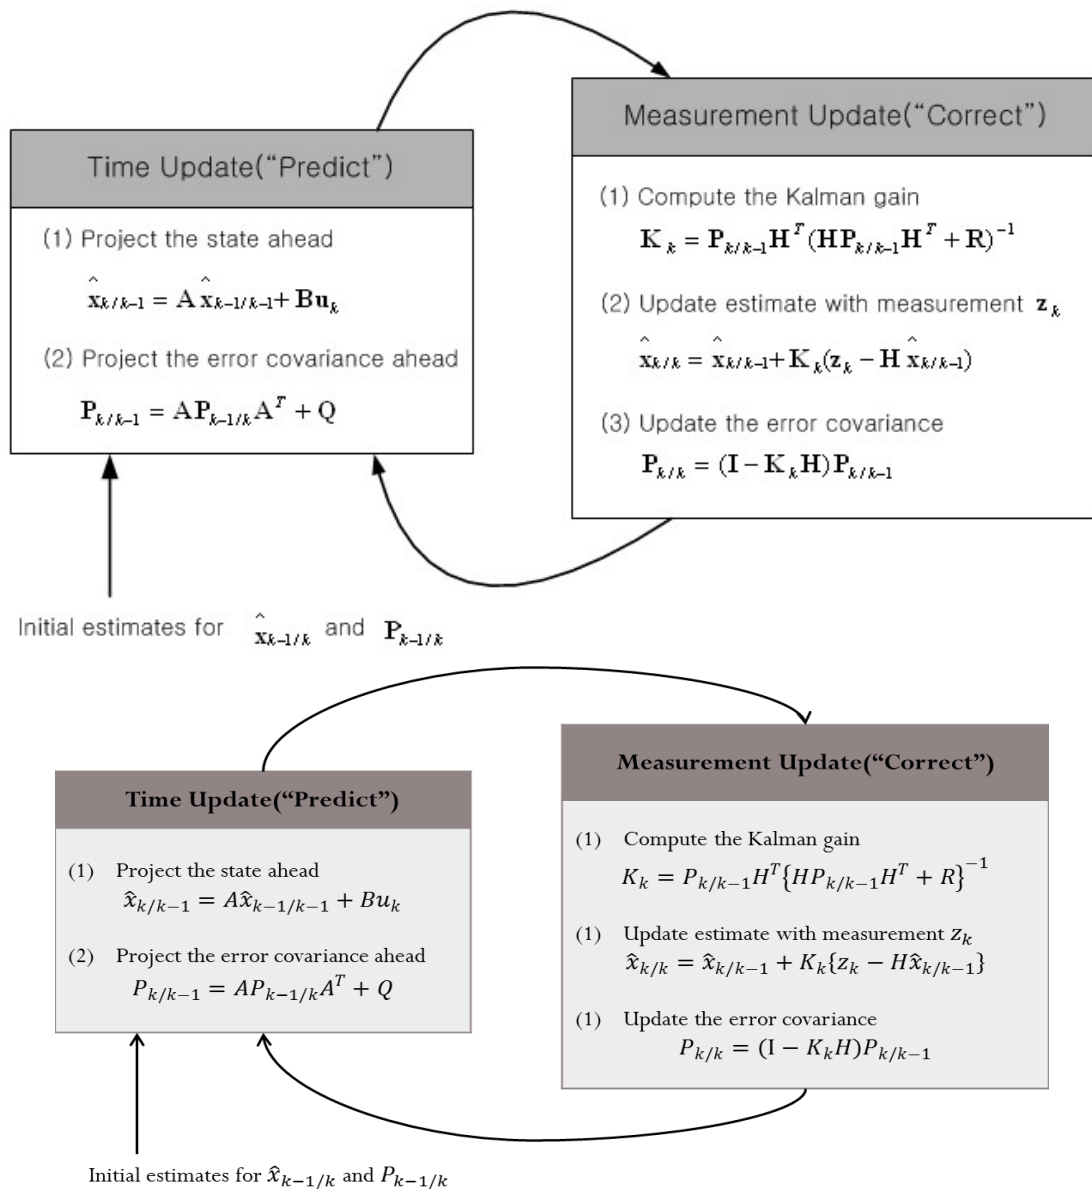 Time Update(“Predict”)
(1) Project the state ahead
x̂ₖ/ₖ₋₁ = A x̂ₖ₋₁/ₖ₋₁ + Buₖ
(2) Project the error covariance ahead
Pₖ/ₖ₋₁ = APₖ₋₁/ₖAᵀ + Q
Measurement Update(“Correct”)
(1) Compute the Kalman gain
Kₖ = Pₖ/ₖ₋₁Hᵀ(HPₖ/ₖ₋₁Hᵀ + R)⁻¹
(2) Update estimate with measurement zₖ
x̂ₖ/ₖ = x̂ₖ/ₖ₋₁ + Kₖ(zₖ − H x̂ₖ/ₖ₋₁)
(3) Update the error covariance
Pₖ/ₖ = (I − KₖH)Pₖ/ₖ₋₁
Initial estimates for x̂ₖ₋₁/ₖ and Pₖ₋₁/ₖ
Time Update(“Predict”)
(1) Project the state ahead
x̂ₖ/ₖ₋₁ = Ax̂ₖ₋₁/ₖ₋₁ + Buₖ
(2) Project the error covariance ahead
Pₖ/ₖ₋₁ = APₖ₋₁/ₖAᵀ + Q
Measurement Update(“Correct”)
(1) Compute the Kalman gain
Kₖ = Pₖ/ₖ₋₁Hᵀ{HPₖ/ₖ₋₁Hᵀ + R}⁻¹
(1) Update estimate with measurement zₖ
x̂ₖ/ₖ = x̂ₖ/ₖ₋₁ + Kₖ{zₖ − Hx̂ₖ/ₖ₋₁}
(1) Update the error covariance
Pₖ/ₖ = (I − KₖH)Pₖ/ₖ₋₁
Initial estimates for x̂ₖ₋₁/ₖ and Pₖ₋₁/ₖ